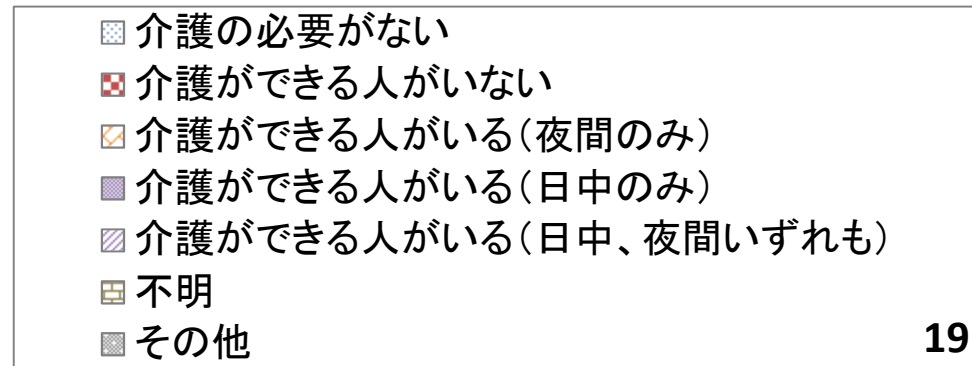 介護の必要がない
介護ができる人がいない
介護ができる人がいる（夜間のみ）
介護ができる人がいる（日中のみ）
介護ができる人がいる（日中、夜間いずれも）
不明
その他
19